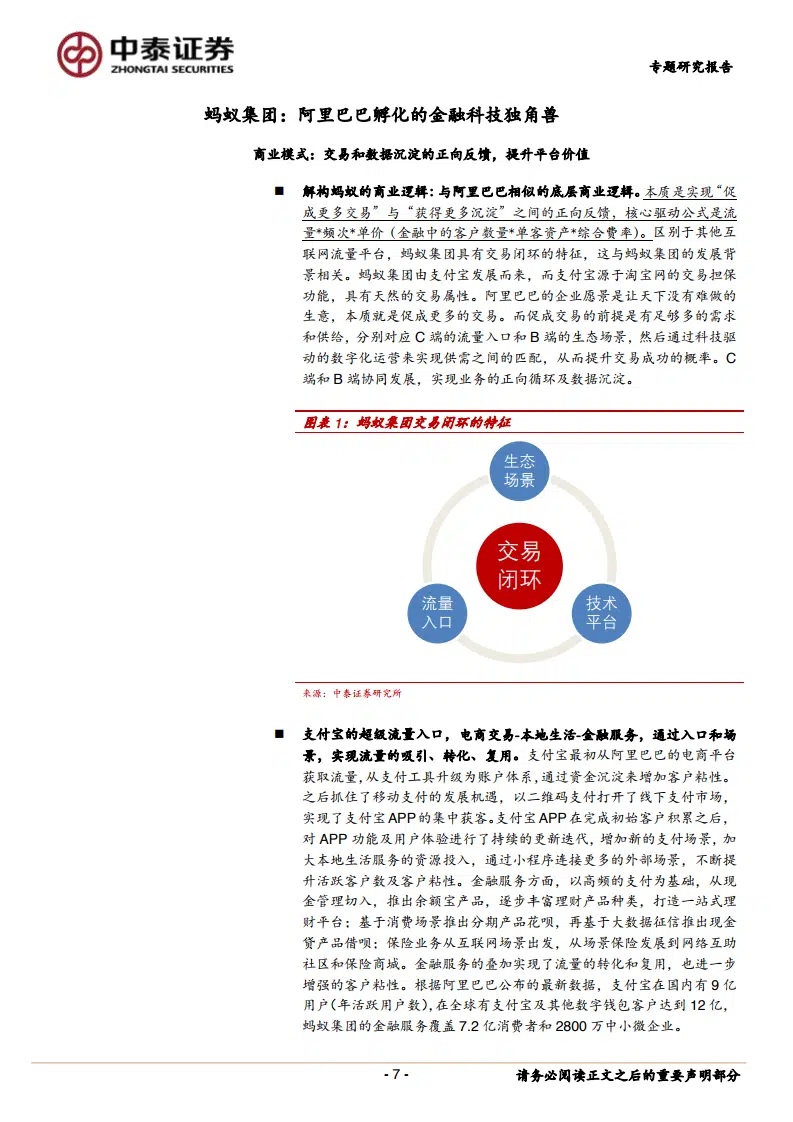 中泰证券
ZHONGTAI SECURITIES
专题研究报告
蚂蚁集团：阿里巴巴孵化的金融科技独角兽
商业模式：交易和数据沉淀的正向反馈，提升平台价值
■ 解构蚂蚁的商业逻辑：与阿里巴巴相似的底层商业逻辑。本质是实现“促
成更多交易”与“获得更多沉淀”之间的正向反馈，核心驱动公式是流
量*频次*单价（金融中的客户数量*单客资产*综合费率）。区别于其他互
联网流量平台，蚂蚁集团具有交易闭环的特征，这与蚂蚁集团的发展背
景相关。蚂蚁集团由支付宝发展而来，而支付宝源于淘宝网的交易担保
功能，具有天然的交易属性。阿里巴巴的企业愿景是让天下没有难做的
生意，本质就是促成更多的交易。而促成交易的前提是有足够多的需求
和供给，分别对应 C 端的流量入口和 B 端的生态场景，然后通过科技驱
动的数字化运营来实现供需之间的匹配，从而提升交易成功的概率。C
端和 B 端协同发展，实现业务的正向循环及数据沉淀。
图表 1：蚂蚁集团交易闭环的特征
生态
场景
交易
闭环
流量
入口
技术
平台
来源：中泰证券研究所
■ 支付宝的超级流量入口，电商交易-本地生活-金融服务，通过入口和场
景，实现流量的吸引、转化、复用。支付宝最初从阿里巴巴的电商平台
获取流量，从支付工具升级为账户体系，通过资金沉淀来增加客户粘性。
之后抓住了移动支付的发展机遇，以二维码支付打开了线下支付市场，
实现了支付宝 APP 的集中获客。支付宝 APP 在完成初始客户积累之后，
对 APP 功能及用户体验进行了持续的更新迭代，增加新的支付场景，加
大本地生活服务的资源投入，通过小程序连接更多的外部场景，不断提
升活跃客户数及客户粘性。金融服务方面，以高频的支付为基础，从现
金管理切入，推出余额宝产品，逐步丰富理财产品种类，打造一站式理
财平台；基于消费场景推出分期产品花呗，再基于大数据征信推出现金
贷产品借呗；保险业务从互联网场景出发，从场景保险发展到网络互助
社区和保险商城。金融服务的叠加实现了流量的转化和复用，也进一步
增强的客户粘性。根据阿里巴巴公布的最新数据，支付宝在国内有 9 亿
用户（年活跃用户数），在全球有支付宝及其他数字钱包客户达到 12 亿，
蚂蚁集团的金融服务覆盖 7.2 亿消费者和 2800 万中小微企业。
- 7 -
请务必阅读正文之后的重要声明部分